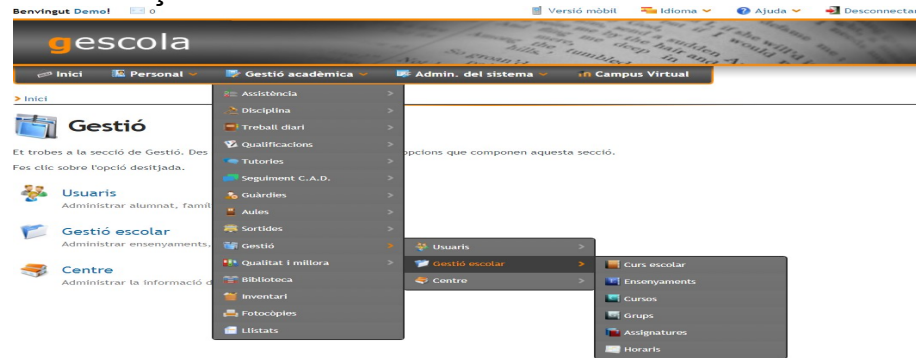 Benvingut Demo! 0 Versió mòbil Idioma Ajuda Desconnectar
gescola
Inici Personal Gestió acadèmica Admin. del sistema Campus Virtual
> Inici
Gestió
Et trobes a la secció de Gestió. Des
opcions que componen aquesta secció.
Fes clic sobre l'opció desitjada.
Usuaris
Administrar alumnat, famíl
Gestió escolar
Administrar ensenyaments,
Centre
Administrar la informació d
Assistència >
Disciplina >
Treball diari >
Qualificacions >
Tutories >
Seguiment C.A.D. >
Guàrdies >
Aules >
Sortides >
Gestió >
Qualitat i millora >
Biblioteca
Inventari
Fotocòpies
Llistats
Usuaris >
Gestió escolar >
Centre >
Curs escolar
Ensenyaments
Cursos
Grups
Assignatures
Horaris